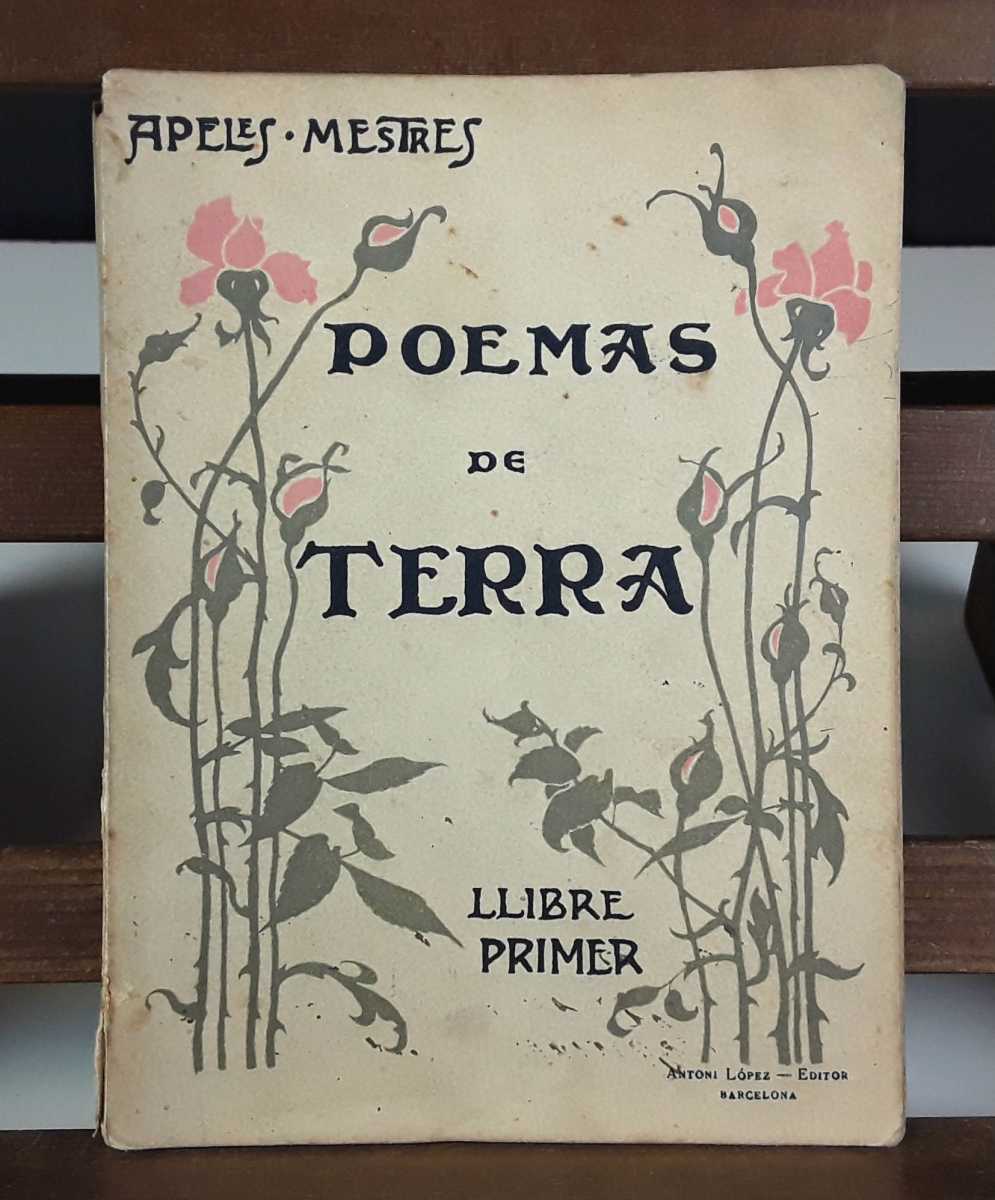 APELES · MESTRES
POEMAS
DE
TERRA
LLIBRE
PRIMER
ANTONI LÓPEZ — EDITOR
BARCELONA